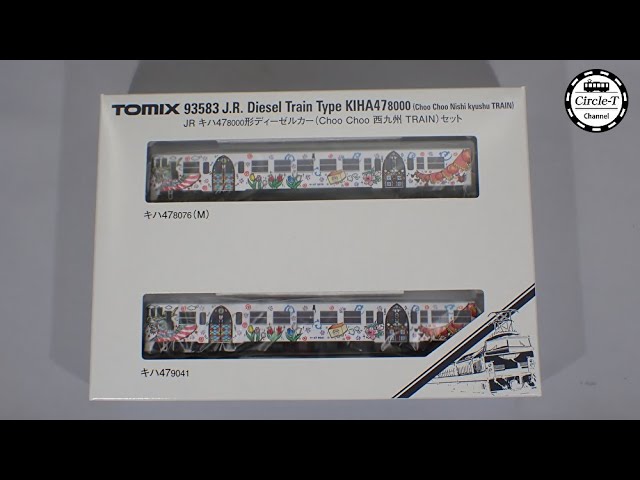 TOMIX 93583 J.R. Diesel Train Type KIHA478000 (Choo Choo Nishi kyushu TRAIN)
JR キハ478000形ディーゼルカー(Choo Choo 西九州 TRAIN)セット
キハ478076(M)
キハ479041
Circle-T
Channel